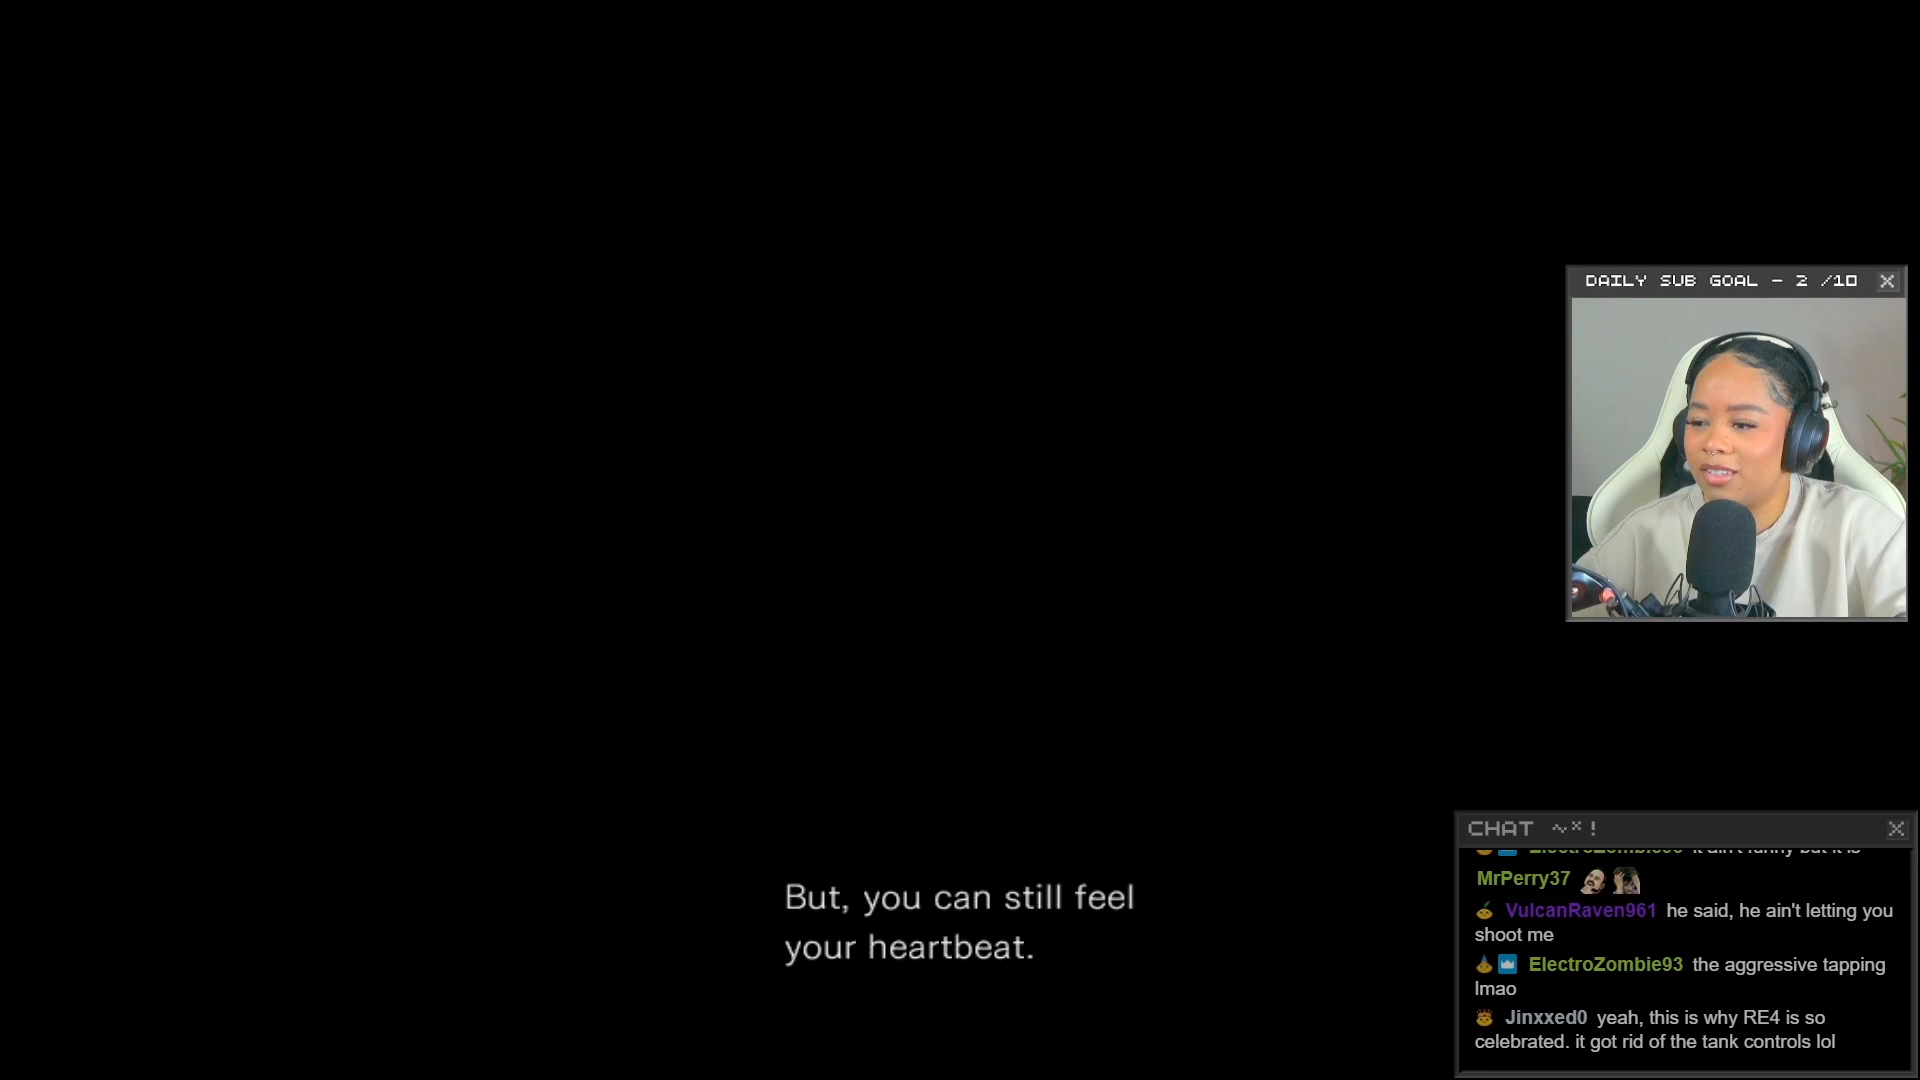 DAILY SUB GOAL - 2 /10
But, you can still feel
your heartbeat.
CHAT ~*!
MrPerry37
VulcanRaven961 he said, he ain't letting you
shoot me
ElectroZombie93 the aggressive tapping
lmao
Jinxxed0 yeah, this is why RE4 is so
celebrated. it got rid of the tank controls lol